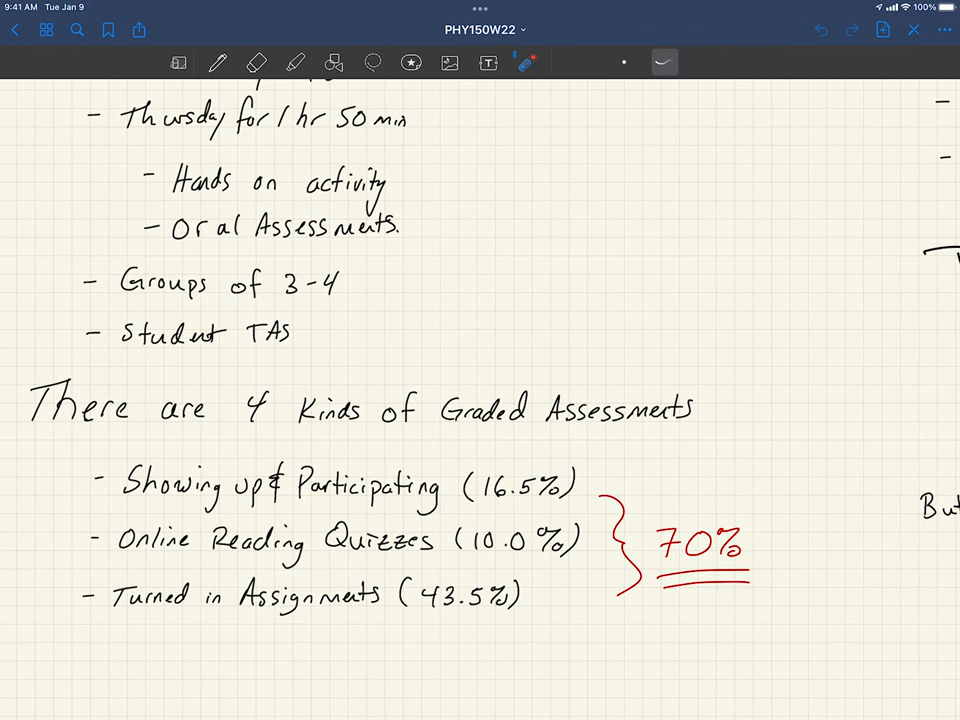 9:41 AM Tue Jan 9
100%
PHY150W22
- Thursday for 1 hr 50 min
- Hands on activity
- Oral Assessments.
- Groups of 3-4
- Student TAs
There are 4 Kinds of Graded Assessments
- Showing up & Participating (16.5%)
- Online Reading Quizzes (10.0%)
- Turned in Assignments (43.5%)
70%